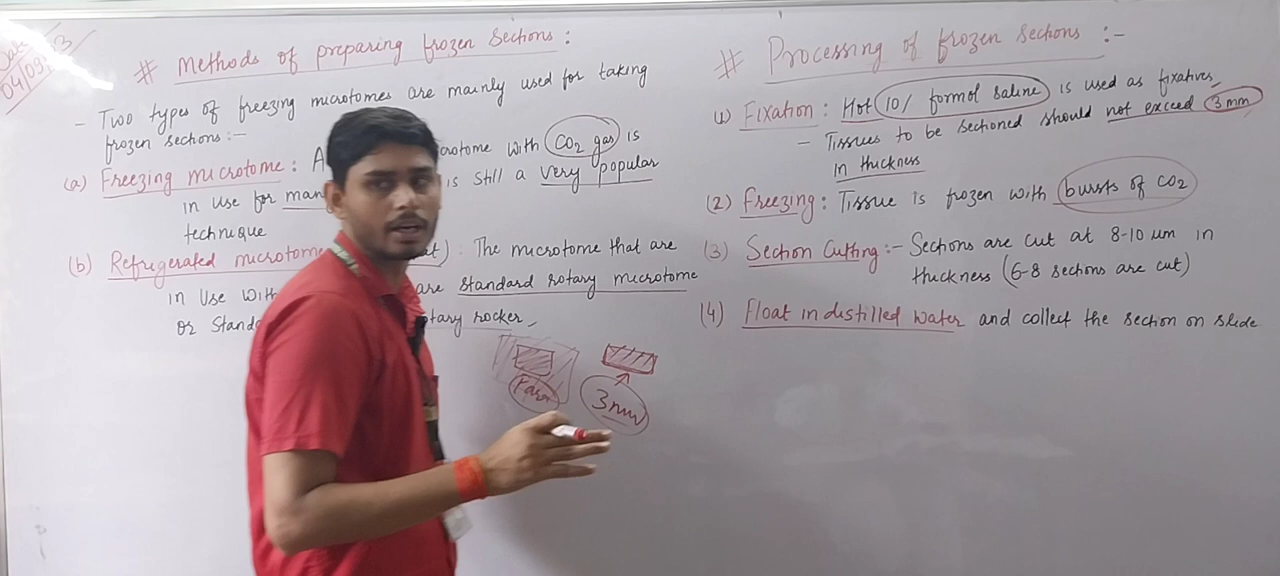 Date
04/09/23
# Methods of preparing frozen Sections :
- Two types of freezing microtomes are mainly used for taking
frozen sections :-
(a) Freezing microtome : A crotome with CO2 gas is
in use for man is still a very popular
technique
(b) Refrigerated microtome at) : The microtome that are
in Use with are standard rotary microtome
Or Standa tary rocker
3mm
# Processing of frozen sections :-
(1) Fixation : Hot 10% formol saline is used as fixatives
- Tissues to be sectioned should not exceed 3mm
in thickness
(2) Freezing : Tissue is frozen with bursts of CO2
(3) Section Cutting :- Sections are cut at 8-10 um in
thickness (6-8 sections are cut)
(4) Float in distilled water and collect the section on slide